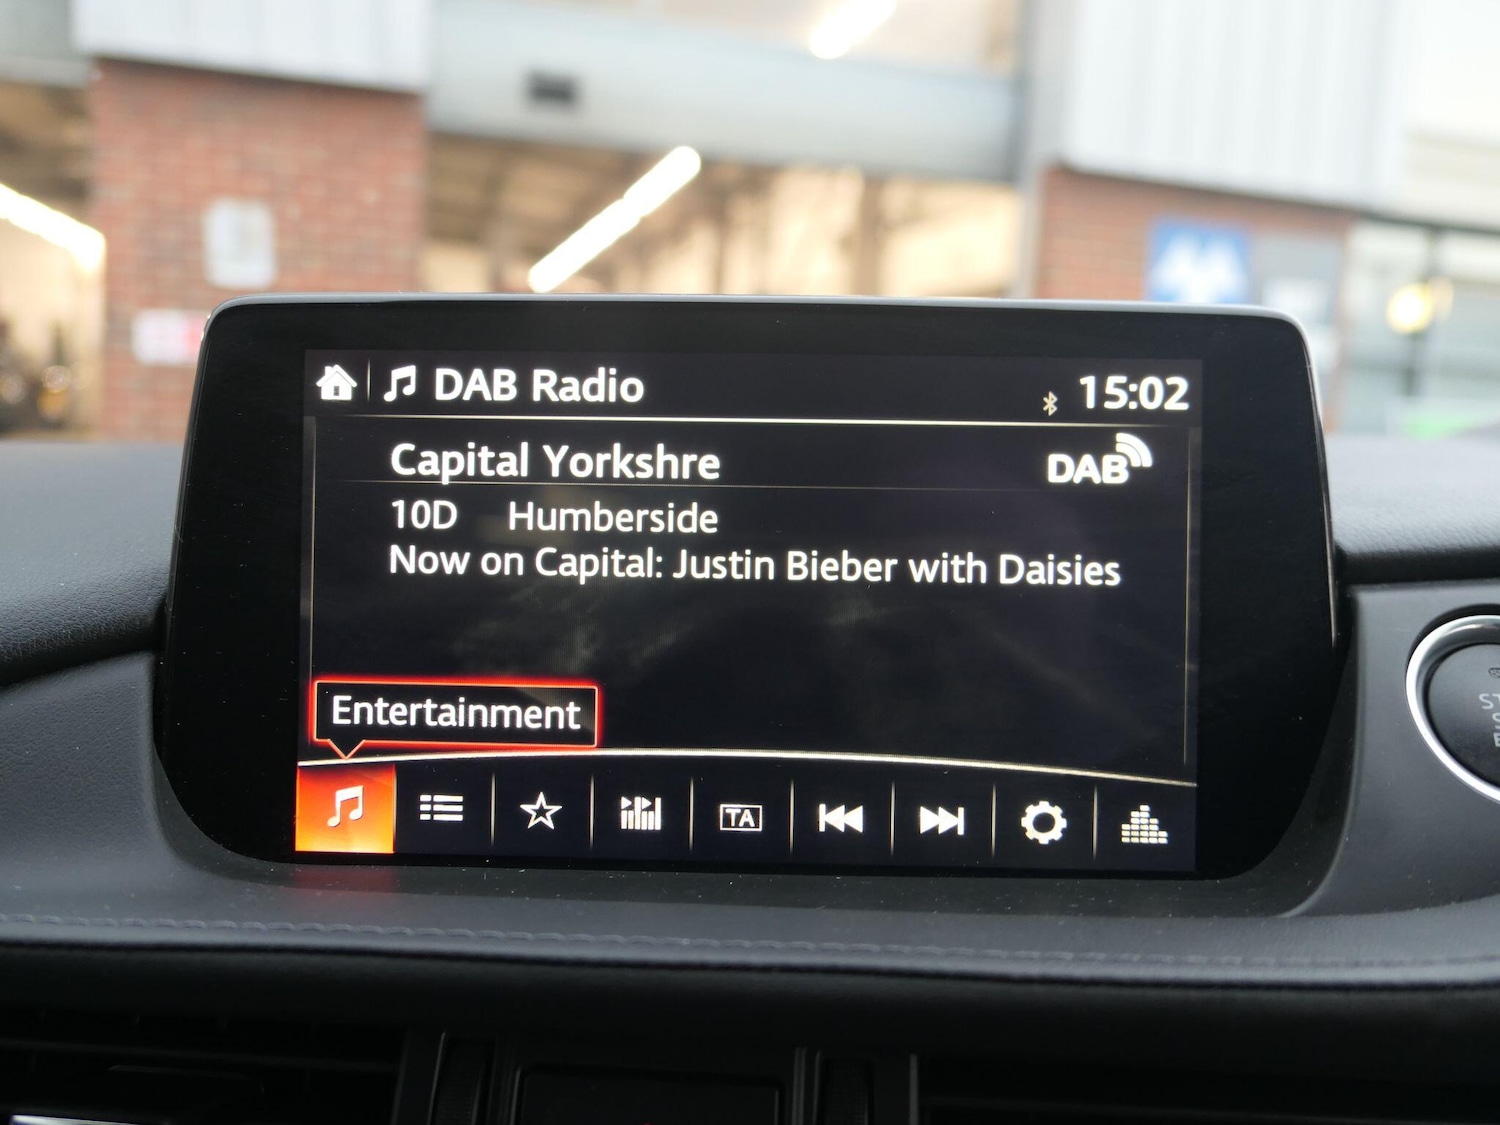 DAB Radio
15:02
Capital Yorkshre
DAB
10D Humberside
Now on Capital: Justin Bieber with Daisies
Entertainment
TA